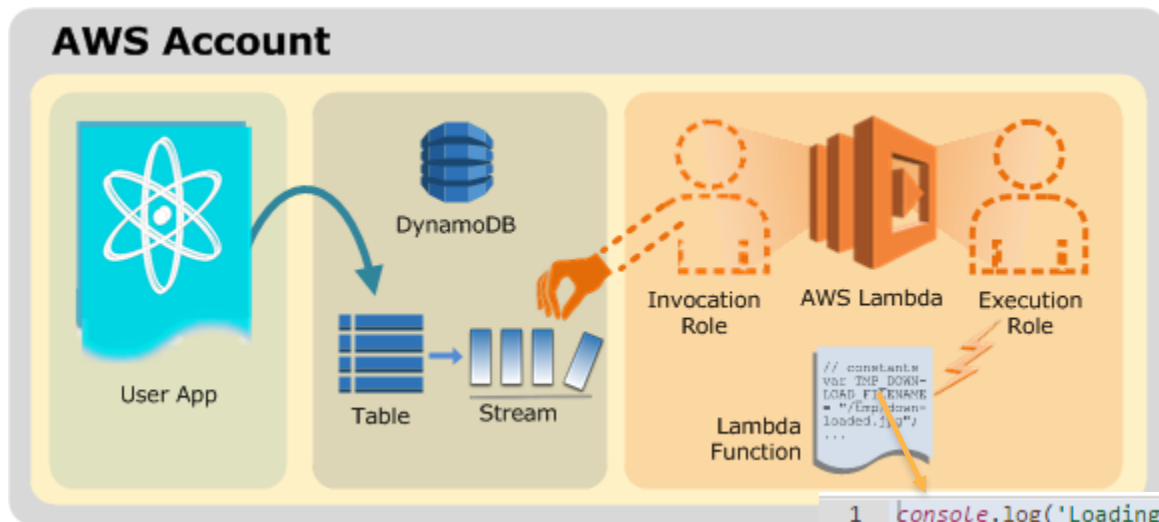 AWS Account
User App
DynamoDB
Table
Stream
Invocation
Role
AWS Lambda
Execution
Role
Lambda
Function
// constants
var TMP_DOWN-
LOAD_FILENAME
= "/tmp/down-
loaded.jpg";
...
1 console.log('Loading